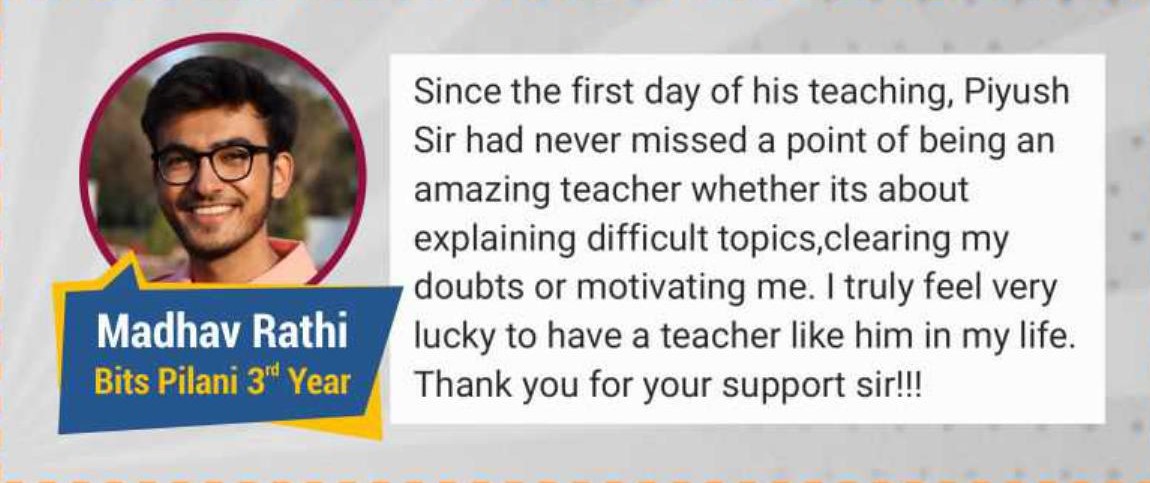 Madhav Rathi
Bits Pilani 3rd Year
Since the first day of his teaching, Piyush
Sir had never missed a point of being an
amazing teacher whether its about
explaining difficult topics,clearing my
doubts or motivating me. I truly feel very
lucky to have a teacher like him in my life.
Thank you for your support sir!!!